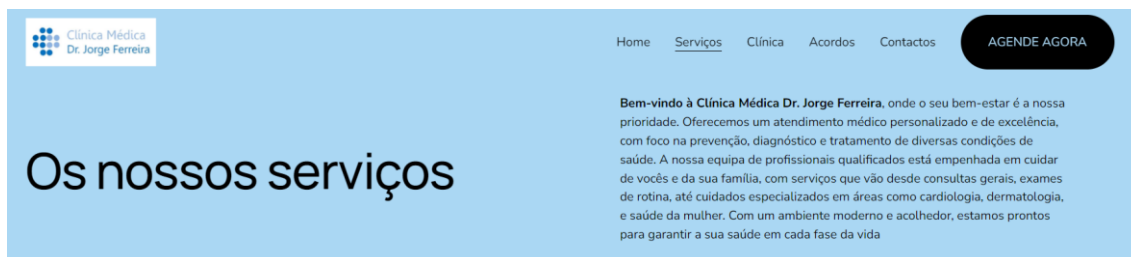 Clínica Médica
Dr. Jorge Ferreira
Home Serviços Clínica Acordos Contactos AGENDE AGORA
Os nossos serviços
Bem-vindo à Clínica Médica Dr. Jorge Ferreira, onde o seu bem-estar é a nossa
prioridade. Oferecemos um atendimento médico personalizado e de excelência,
com foco na prevenção, diagnóstico e tratamento de diversas condições de
saúde. A nossa equipa de profissionais qualificados está empenhada em cuidar
de vocês e da sua família, com serviços que vão desde consultas gerais, exames
de rotina, até cuidados especializados em áreas como cardiologia, dermatologia,
e saúde da mulher. Com um ambiente moderno e acolhedor, estamos prontos
para garantir a sua saúde em cada fase da vida